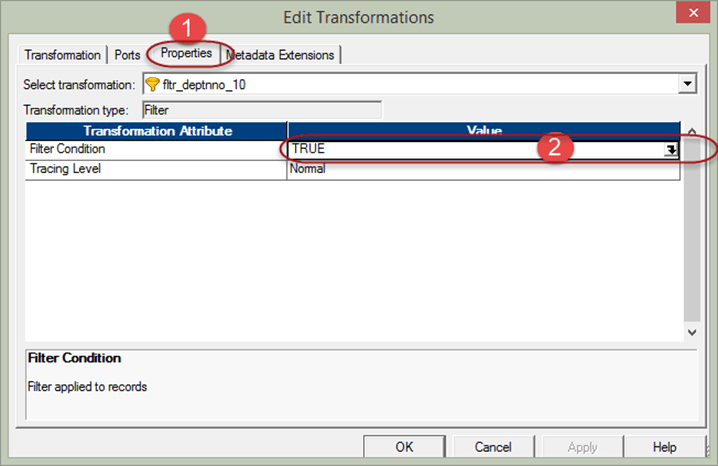 Edit Transformations
1
Transformation Ports Properties Metadata Extensions
Select transformation: fltr_deptnno_10
Transformation type: Filter
Transformation Attribute Value
Filter Condition TRUE 2
Tracing Level Normal
Filter Condition
Filter applied to records
OK Cancel Apply Help